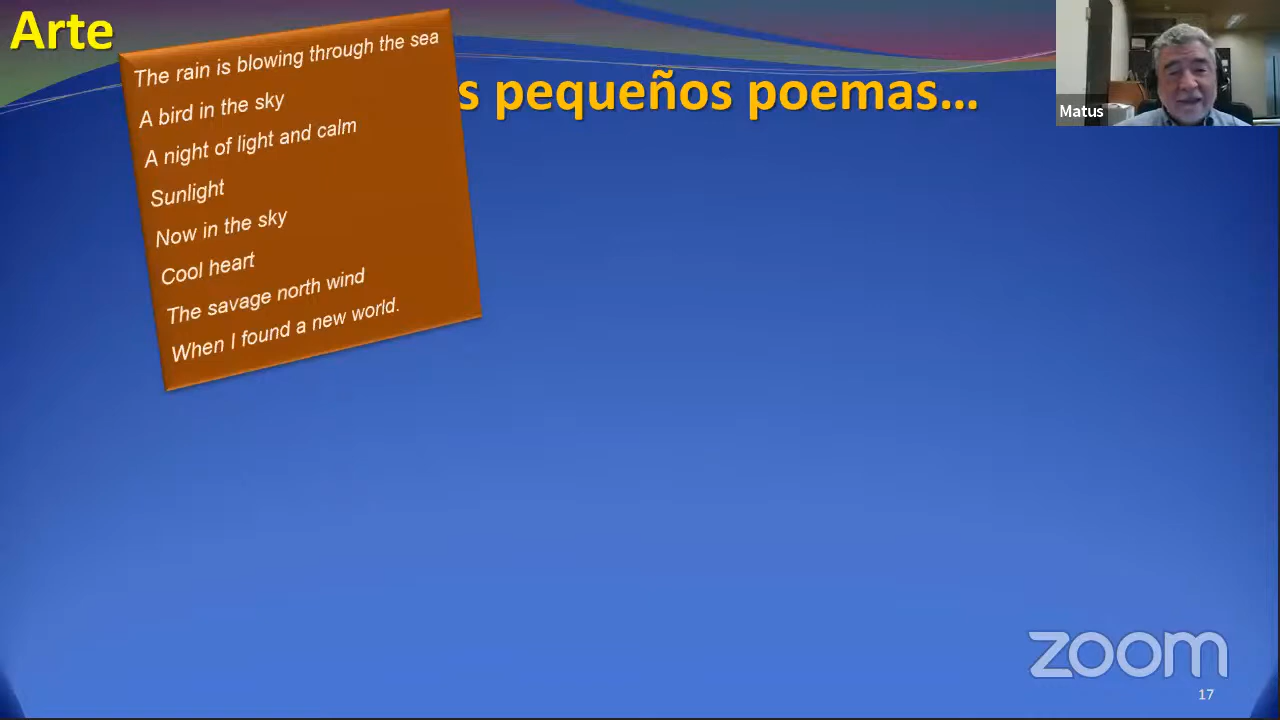 Arte
s pequeños poemas...
The rain is blowing through the sea
A bird in the sky
A night of light and calm
Sunlight
Now in the sky
Cool heart
The savage north wind
When I found a new world.
Matus
zoom
17